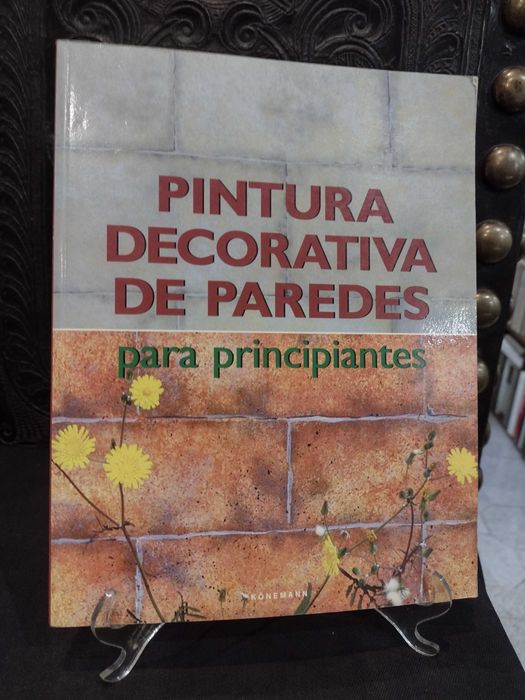 PINTURA
DECORATIVA
DE PAREDES
para principiantes
KÖNEMANN